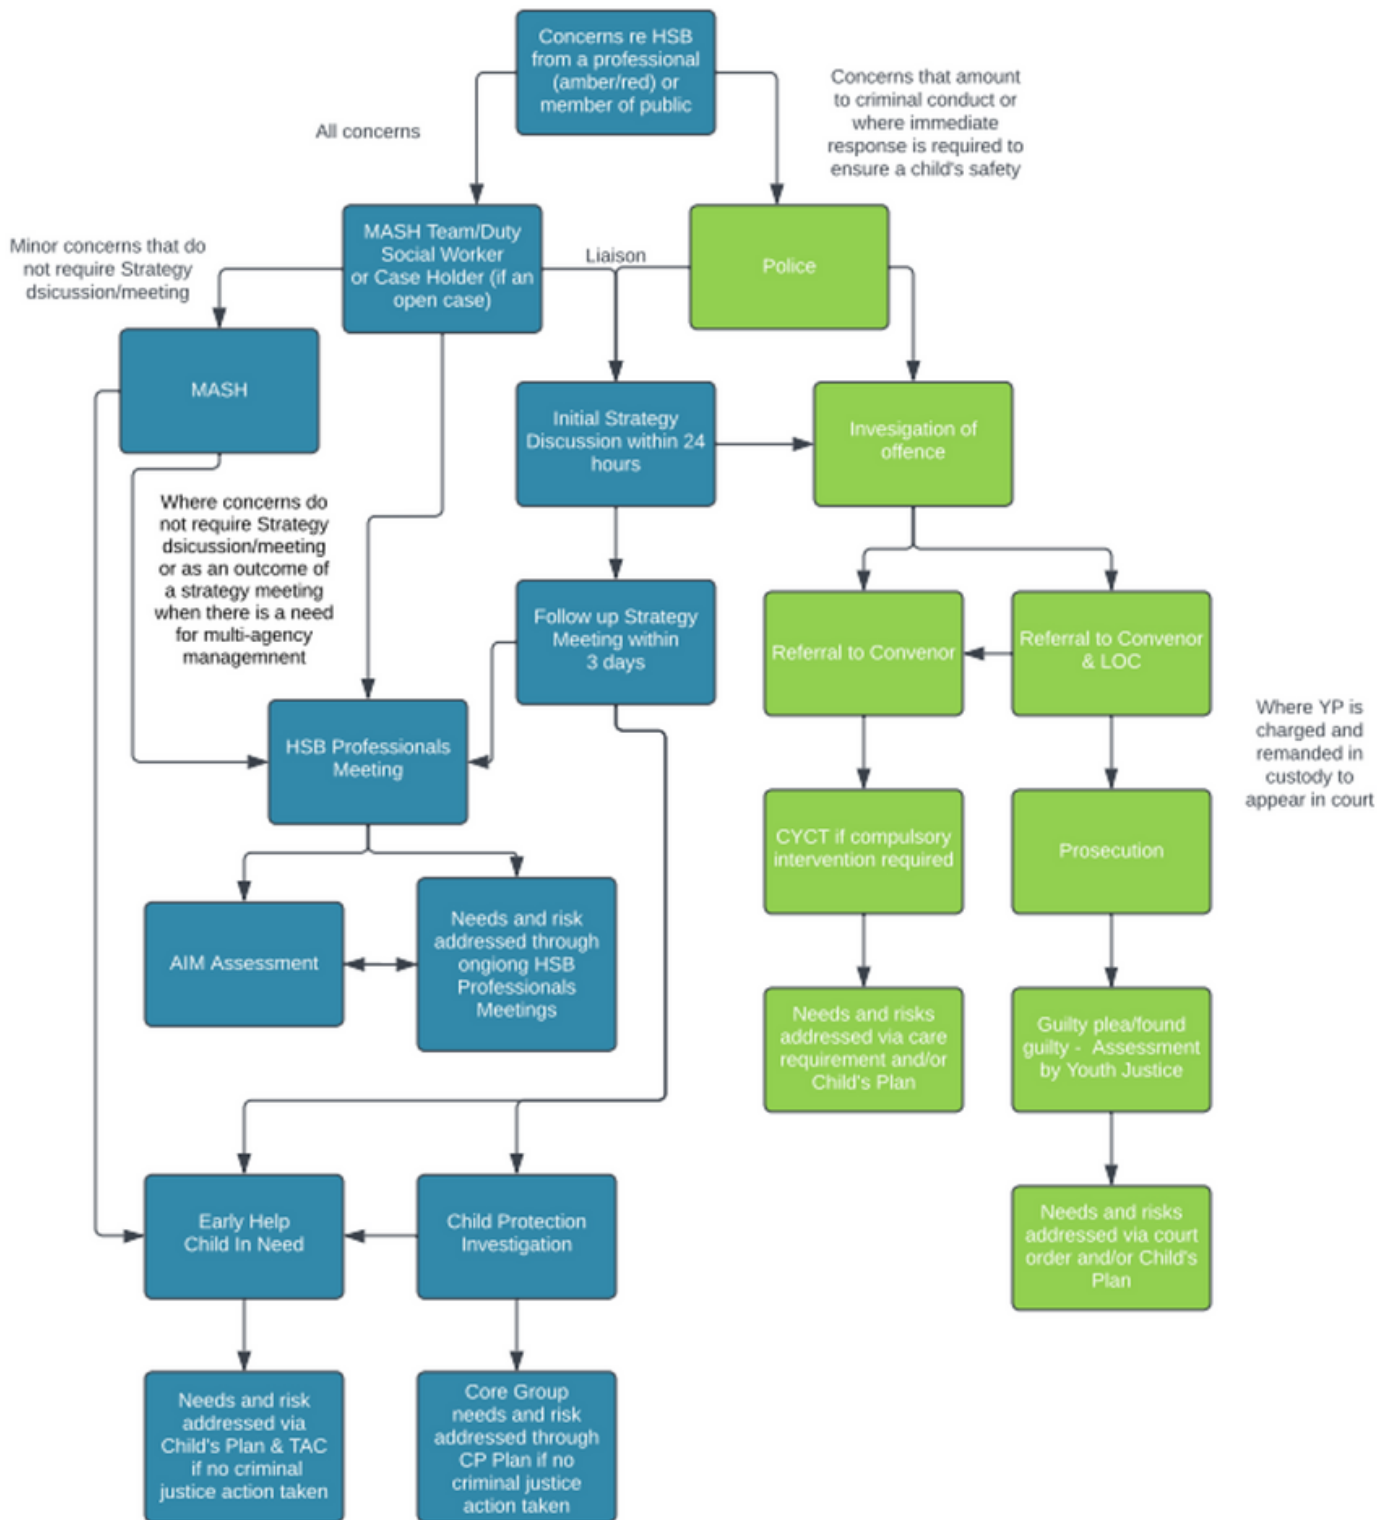 Concerns re HSB
from a professional
(amber/red) or
member of public
Concerns that amount
to criminal conduct or
where immediate
response is required to
ensure a child's safety
All concerns
Minor concerns that do
not require Strategy
dsicussion/meeting
MASH Team/Duty
Social Worker
or Case Holder (if an
open case)
Liaison
Police
MASH
Initial Strategy
Discussion within 24
hours
Invesigation of
offence
Where concerns do
not require Strategy
dsicussion/meeting
or as an outcome of
a strategy meeting
when there is a need
for multi-agency
managemnent
Follow up Strategy
Meeting within
3 days
Referral to Convenor
Referral to Convenor
& LOC
HSB Professionals
Meeting
Where YP is
charged and
remanded in
custody to
appear in court
CYCT if compulsory
intervention required
Prosecution
AIM Assessment
Needs and risk
addressed through
ongiong HSB
Professionals
Meetings
Needs and risks
addressed via care
requirement and/or
Child's Plan
Guilty plea/found
guilty - Assessment
by Youth Justice
Early Help
Child In Need
Child Protection
Investigation
Needs and risks
addressed via court
order and/or Child's
Plan
Needs and risk
addressed via
Child's Plan & TAC
if no criminal
justice action taken
Core Group
needs and risk
addressed through
CP Plan if no
criminal justice
action taken